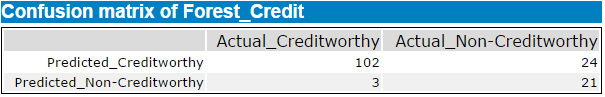 Confusion matrix of Forest_Credit
Actual_Creditworthy Actual_Non-Creditworthy
Predicted_Creditworthy 102 24
Predicted_Non-Creditworthy 3 21